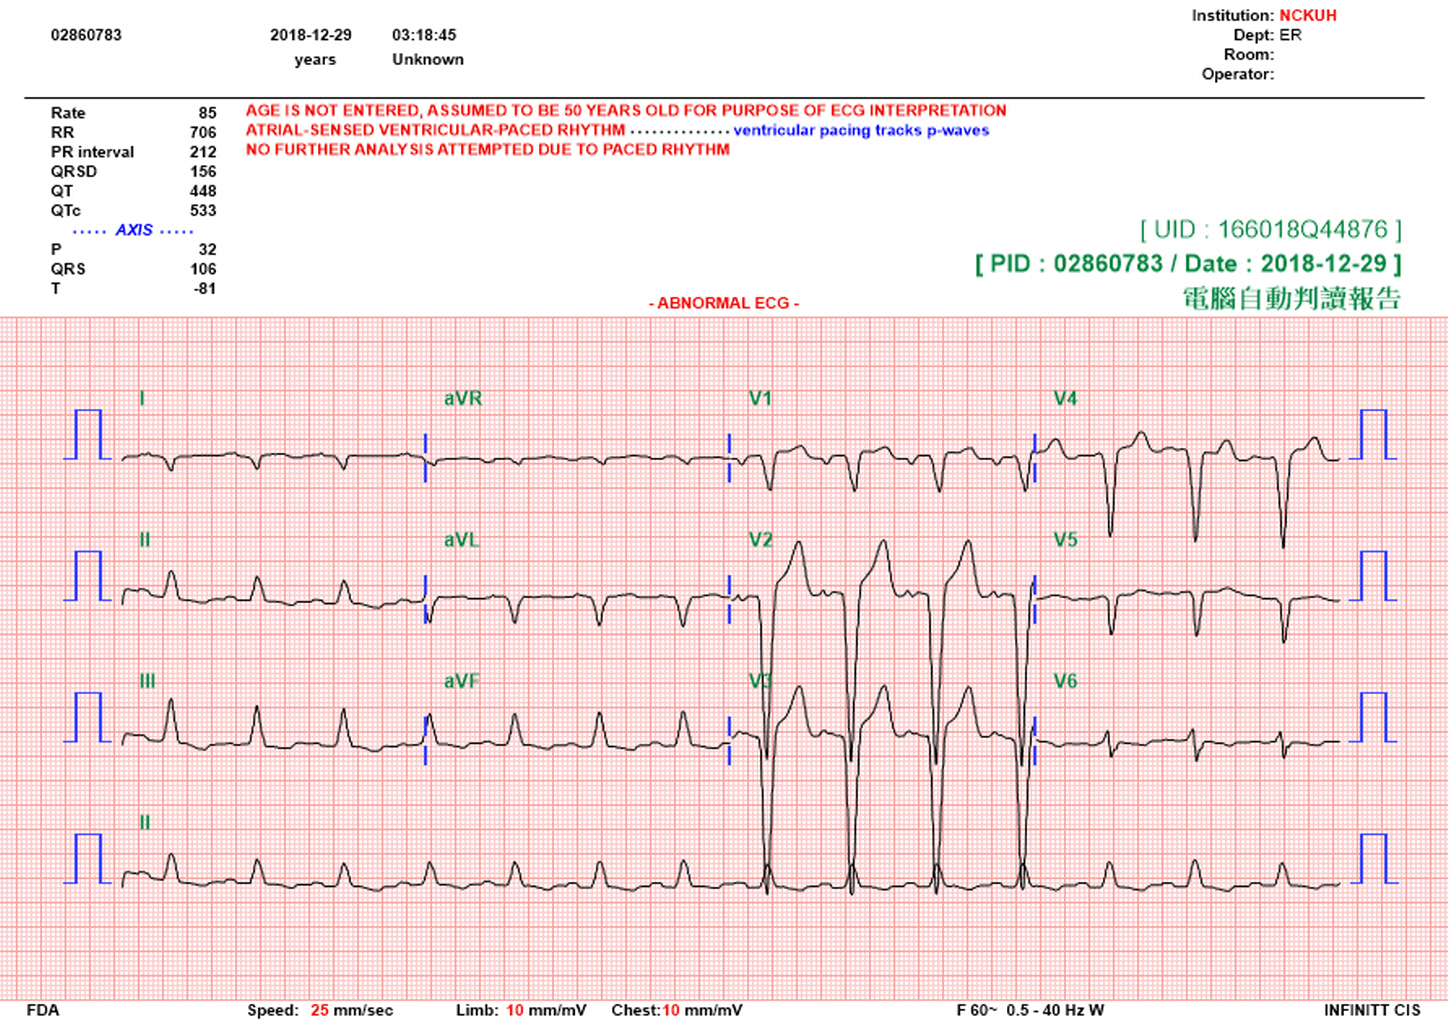 Institution: NCKUH
02860783 2018-12-29 03:18:45 Dept: ER
years Unknown Room:
Operator:
Rate 85 AGE IS NOT ENTERED, ASSUMED TO BE 50 YEARS OLD FOR PURPOSE OF ECG INTERPRETATION
RR 706 ATRIAL-SENSED VENTRICULAR-PACED RHYTHM ·············· ventricular pacing tracks p-waves
PR interval 212 NO FURTHER ANALYSIS ATTEMPTED DUE TO PACED RHYTHM
QRSD 156
QT 448
QTc 533
····· AXIS ·····
[ UID : 166018Q44876 ]
P 32
[ PID : 02860783 / Date : 2018-12-29 ]
QRS 106
T -81
電腦自動判讀報告
- ABNORMAL ECG -
I aVR V1 V4
II aVL V2 V5
III aVF V3 V6
II
FDA Speed: 25 mm/sec Limb: 10 mm/mV Chest:10 mm/mV F 60~ 0.5 - 40 Hz W INFINITT CIS